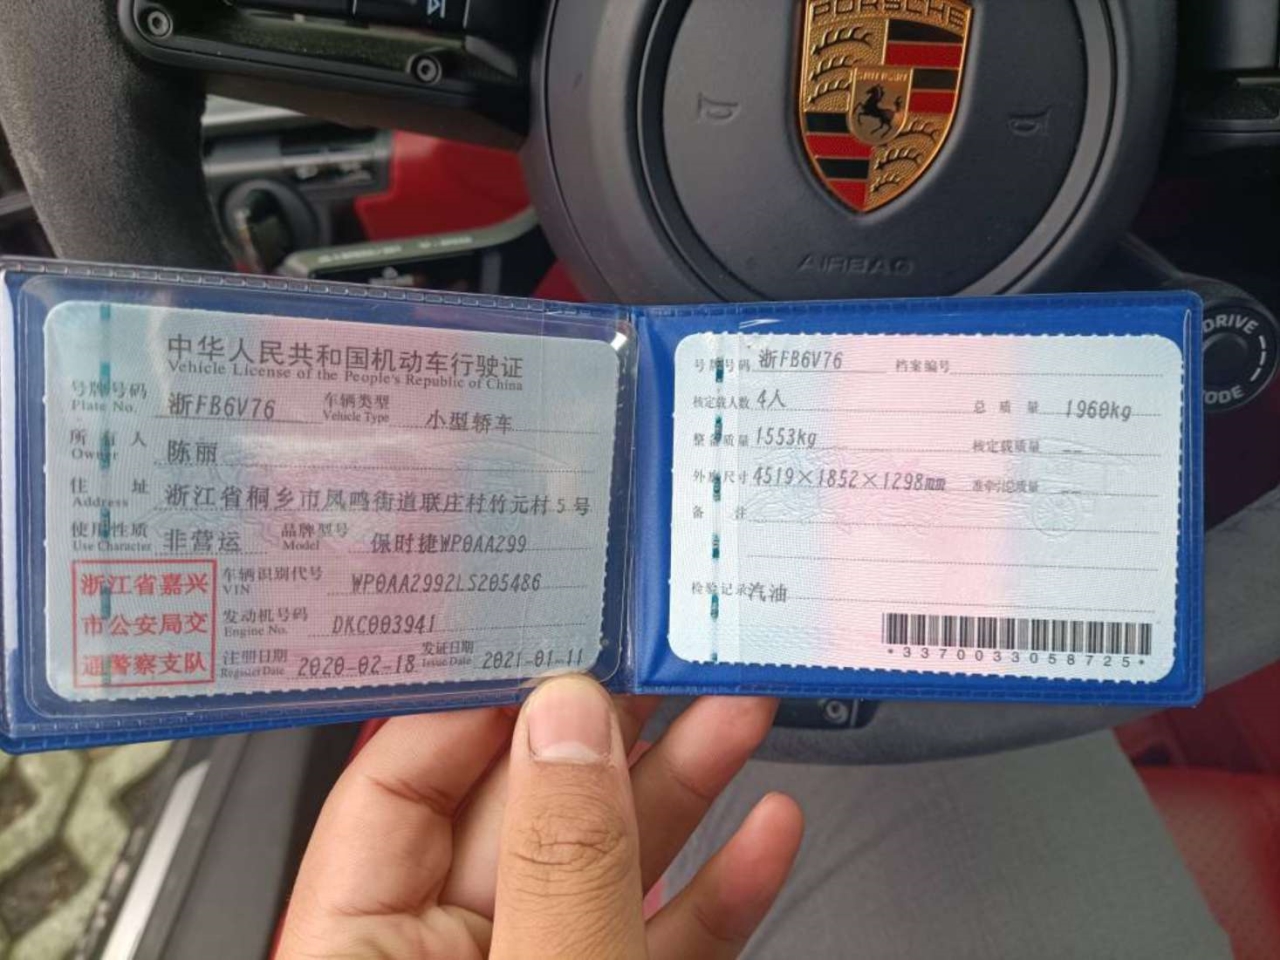 PORSCHE
STUTTGART
AIRBAG
DRIVE
MODE
中华人民共和国机动车行驶证
Vehicle License of the People's Republic of China
号牌号码 浙FB6V76 车辆类型 小型轿车
Plate No. Vehicle Type
所有人 陈丽
Owner
住址 浙江省桐乡市凤鸣街道联庄村竹元村5号
Address
使用性质 非营运 品牌型号 保时捷WP0AA299
Use Character Model
浙江省嘉兴
市公安局交
通警察支队
车辆识别代号 WP0AA2992LS205486
VIN
发动机号码 DKC003941
Engine No.
注册日期 2020-02-18 发证日期 2021-01-11
Register Date Issue Date
号牌号码 浙FB6V76 档案编号
核定载人数 4人 总质量 1960kg
整备质量 1553kg 核定载质量 --
外廓尺寸 4519×1852×1298mm 准牵引总质量 --
备注
检验记录 汽油
*3370033058725*